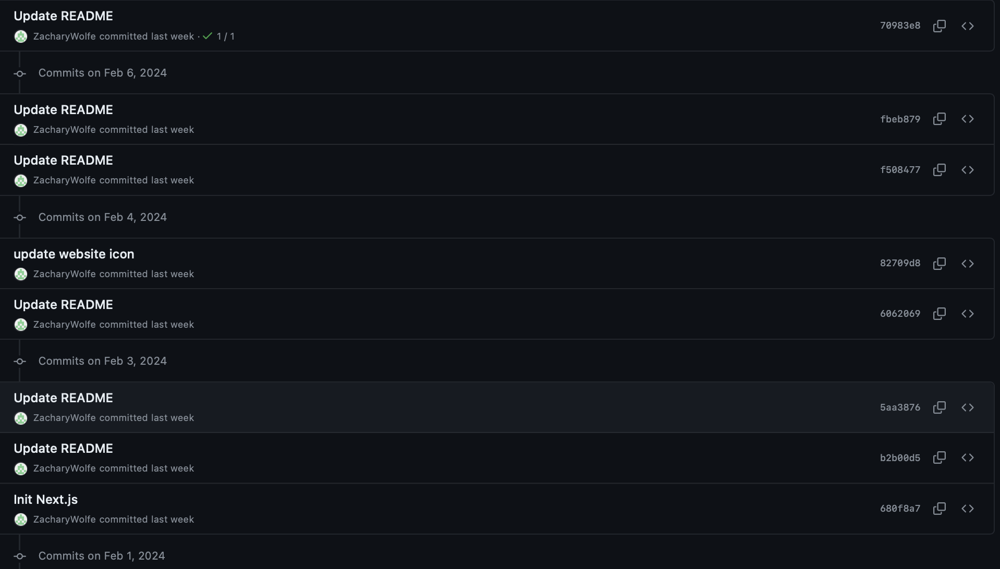 Update README
70983e8
ZacharyWolfe committed last week · 1 / 1
Commits on Feb 6, 2024
Update README
fbeb879
ZacharyWolfe committed last week
Update README
f508477
ZacharyWolfe committed last week
Commits on Feb 4, 2024
update website icon
82709d8
ZacharyWolfe committed last week
Update README
6062069
ZacharyWolfe committed last week
Commits on Feb 3, 2024
Update README
5aa3876
ZacharyWolfe committed last week
Update README
b2b00d5
ZacharyWolfe committed last week
Init Next.js
680f8a7
ZacharyWolfe committed last week
Commits on Feb 1, 2024